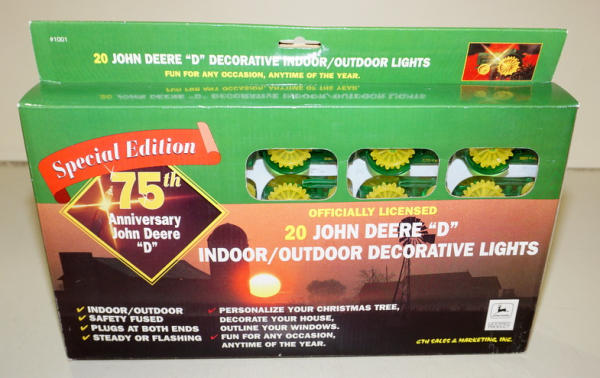 #1001
20 JOHN DEERE "D" DECORATIVE INDOOR/OUTDOOR LIGHTS
FUN FOR ANY OCCASION, ANYTIME OF THE YEAR.
Special Edition
75th
Anniversary
John Deere
"D"
OFFICIALLY LICENSED
20 JOHN DEERE "D"
INDOOR/OUTDOOR DECORATIVE LIGHTS
✓ INDOOR/OUTDOOR
✓ SAFETY FUSED
✓ PLUGS AT BOTH ENDS
✓ STEADY OR FLASHING
✓ PERSONALIZE YOUR CHRISTMAS TREE,
DECORATE YOUR HOUSE,
OUTLINE YOUR WINDOWS.
✓ FUN FOR ANY OCCASION,
ANYTIME OF THE YEAR.
GTW SALES & MARKETING, INC.